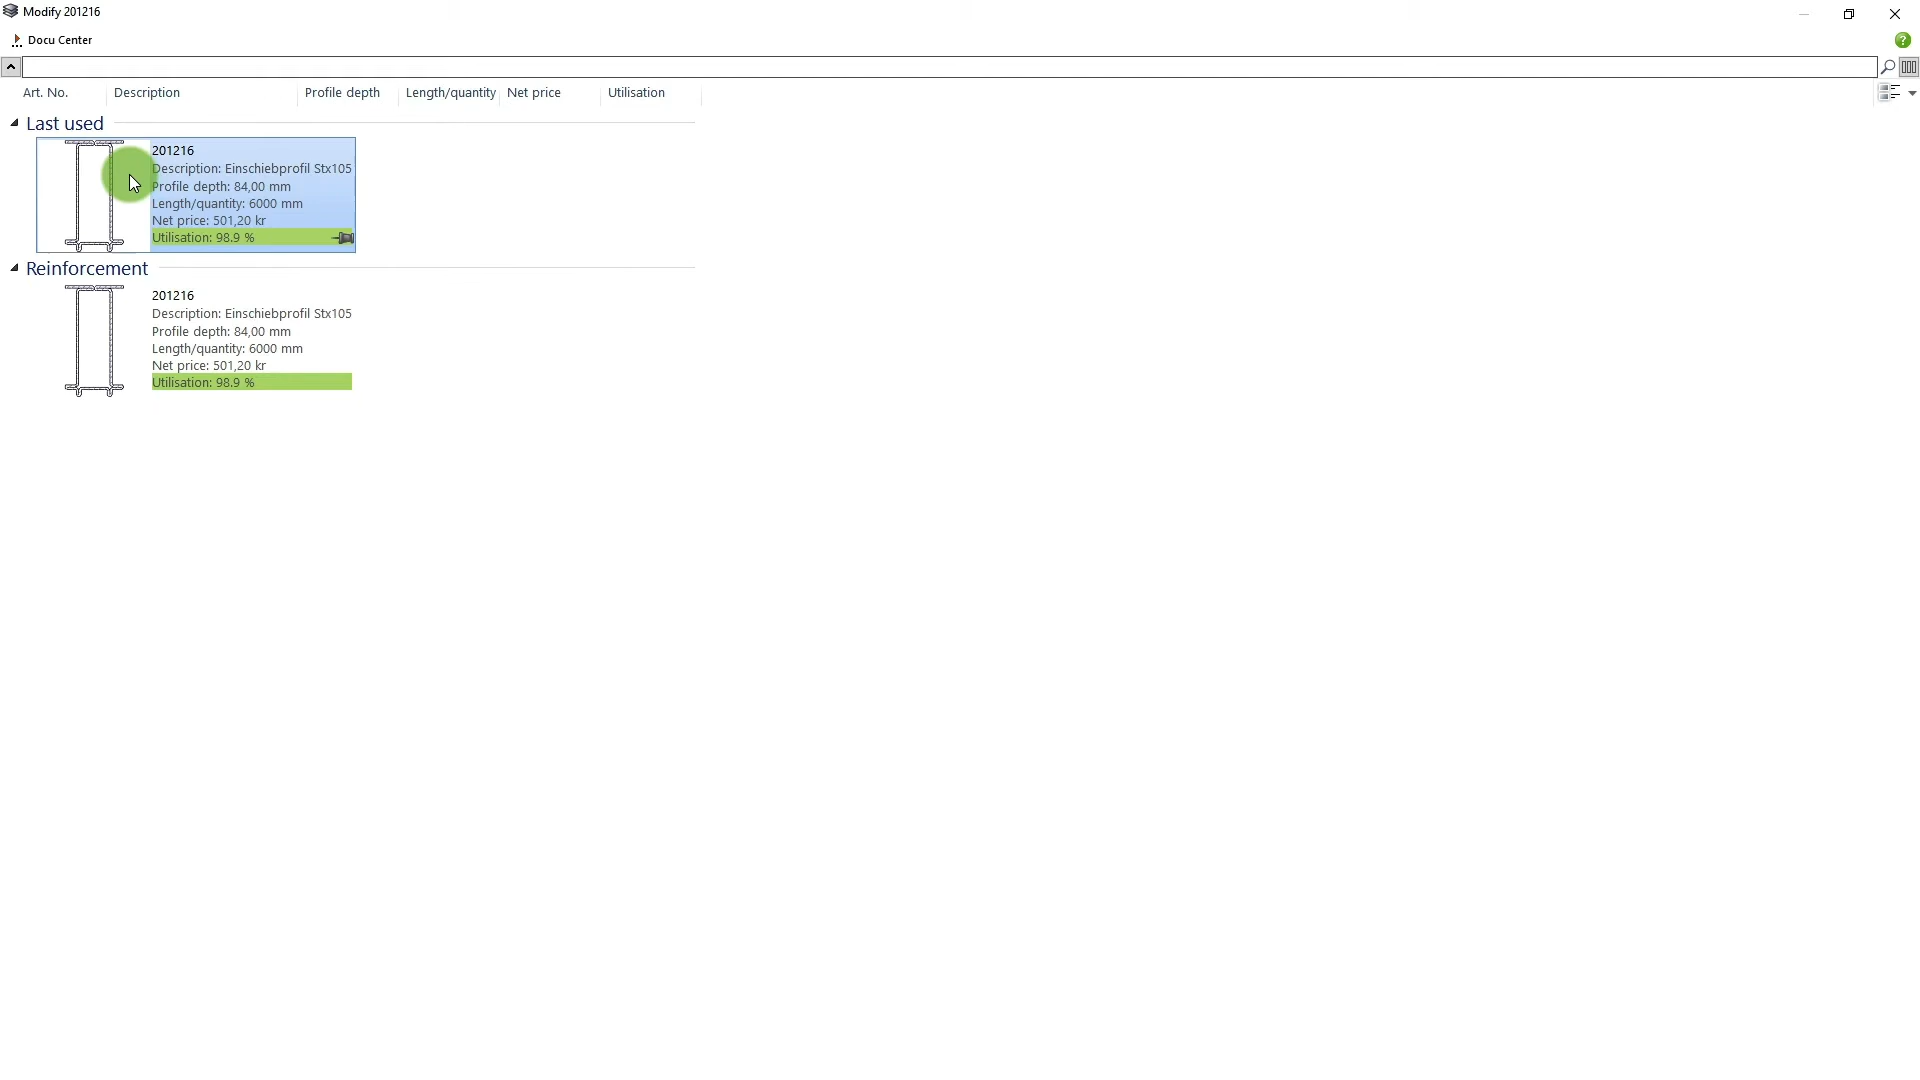 Modify 201216
Docu Center
?
Art. No. Description Profile depth Length/quantity Net price Utilisation
Last used
201216
Description: Einschiebprofil Stx105
Profile depth: 84,00 mm
Length/quantity: 6000 mm
Net price: 501,20 kr
Utilisation: 98.9 %
Reinforcement
201216
Description: Einschiebprofil Stx105
Profile depth: 84,00 mm
Length/quantity: 6000 mm
Net price: 501,20 kr
Utilisation: 98.9 %